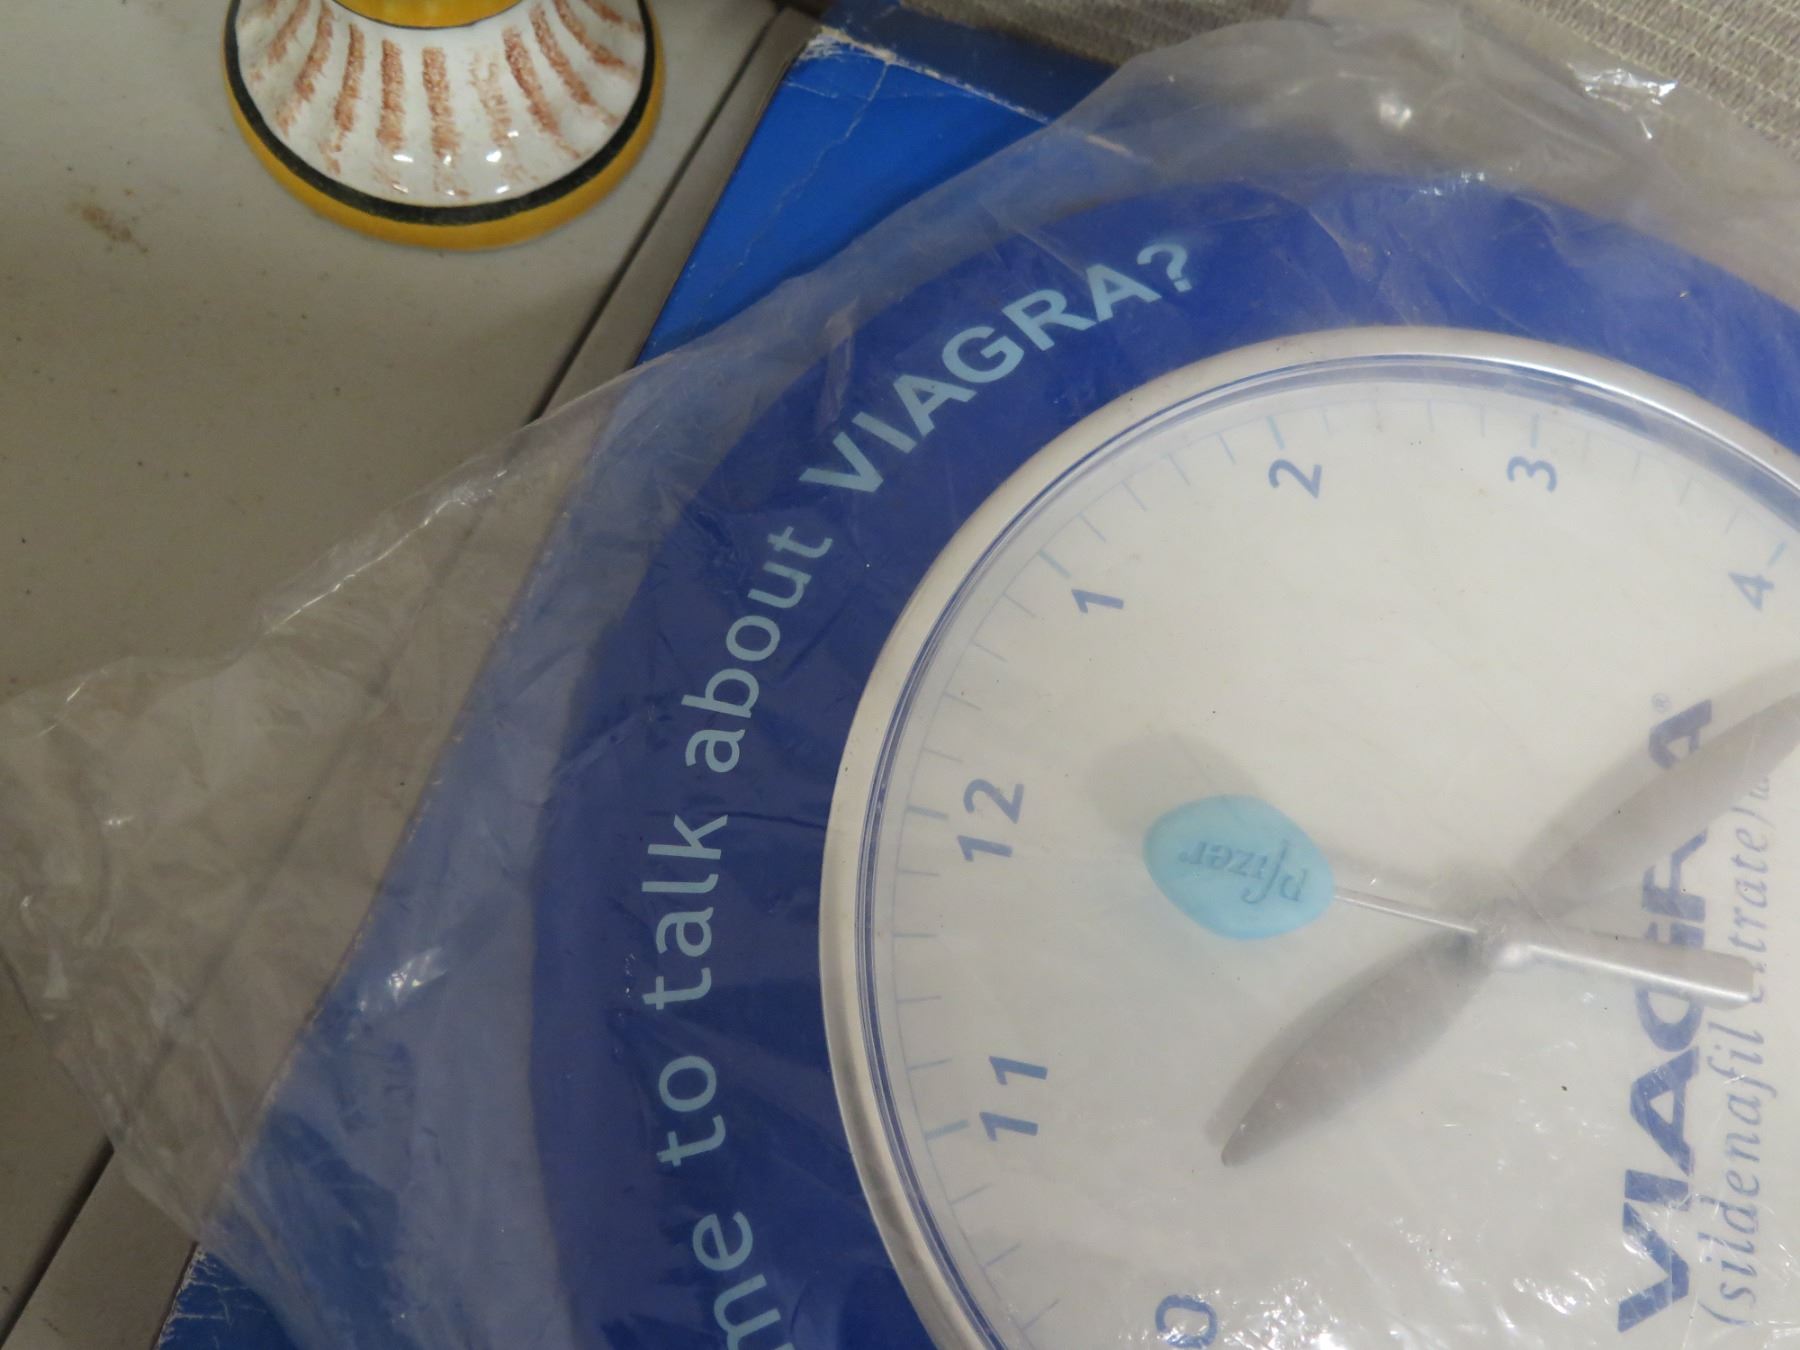 me to talk about VIAGRA?
1
2
3
4
11
12
Pfizer
VIAGRA®
(sildenafil citrate)